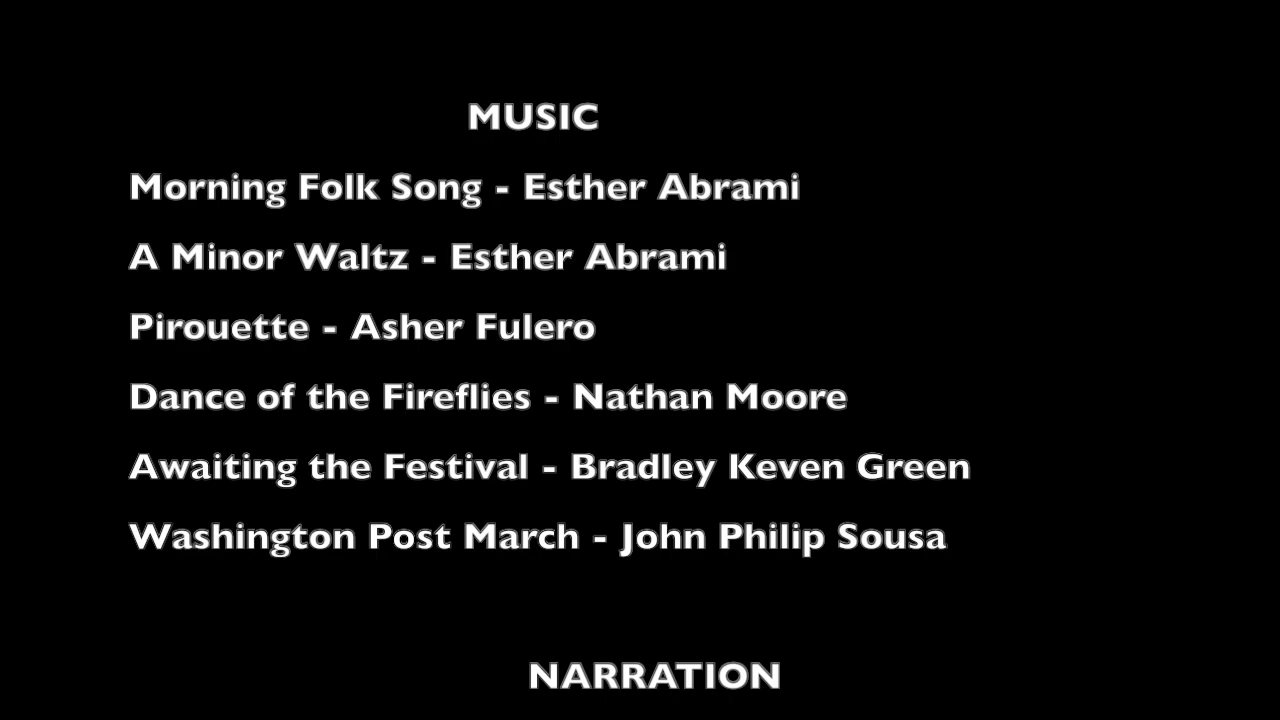 MUSIC
Morning Folk Song - Esther Abrami
A Minor Waltz - Esther Abrami
Pirouette - Asher Fulero
Dance of the Fireflies - Nathan Moore
Awaiting the Festival - Bradley Keven Green
Washington Post March - John Philip Sousa
NARRATION